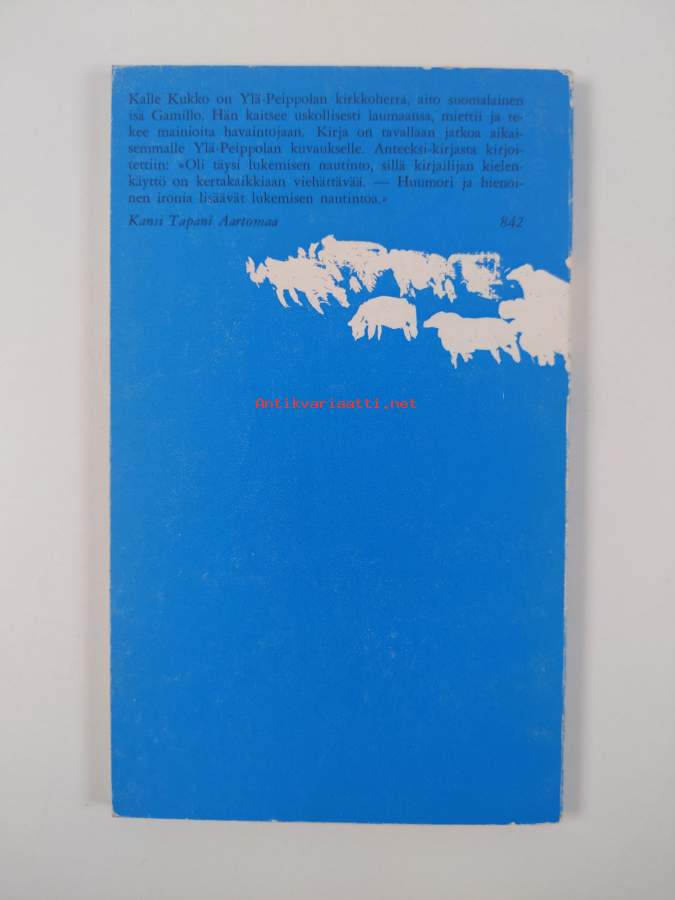 Kalle Kukko on Ylä-Peippolan kirkkoherra, aito suomalainen
isä Gamillo. Hän kaitsee uskollisesti laumaansa, miettii ja te-
kee mainioita havaintojaan. Kirja on tavallaan jatkoa aikai-
semmalle Ylä-Peippolan kuvaukselle. Anteeksi-kirjasta kirjoi-
tettiin: »Oli täysi lukemisen nautinto, sillä kirjailijan kielen-
käyttö on kertakaikkiaan viehättävää. — Huumori ja hienoi-
nen ironia lisäävät lukemisen nautintoa.»
Kansi Tapani Aartomaa 842
Antikvariaatti.net